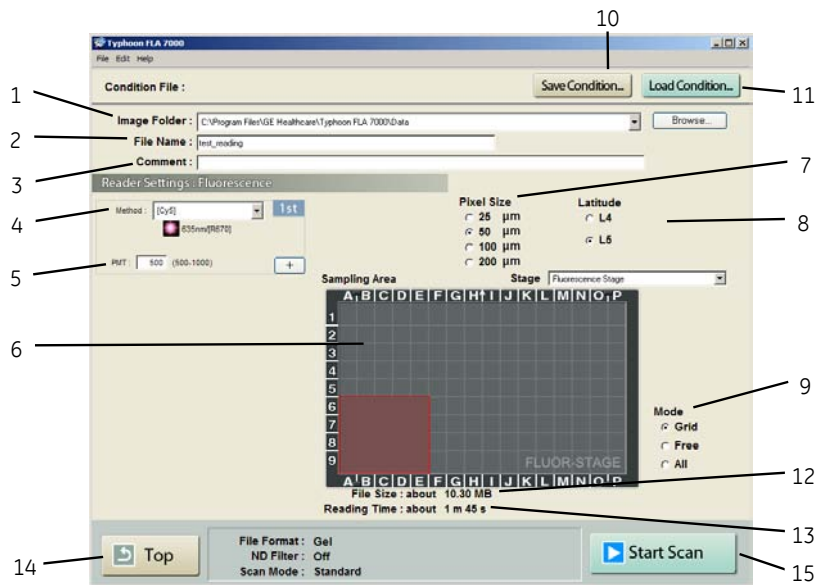 10
Typhoon FLA 7000
File Edit Help
Condition File :
Save Condition...
Load Condition...
11
1
Image Folder :
C:\Program Files\GE Healthcare\Typhoon FLA 7000\Data
Browse...
2
File Name :
test_reading
3
Comment :
7
Reader Settings : Fluorescence
4
Method :
[Cy5]
1st
635nm/[R670]
5
PMT :
500
(500-1000)
+
Pixel Size
25 µm
50 µm
100 µm
200 µm
Latitude
L4
L5
8
Sampling Area
Stage
Fluorescence Stage
A B C D E F G H I J K L M N O P
1
2
3
4
5
6
7
8
9
6
FLUOR-STAGE
A B C D E F G H I J K L M N O P
9
Mode
Grid
Free
All
File Size : about 10.30 MB
12
Reading Time : about 1 m 45 s
13
14
Top
File Format : Gel
ND Filter : Off
Scan Mode : Standard
Start Scan
15